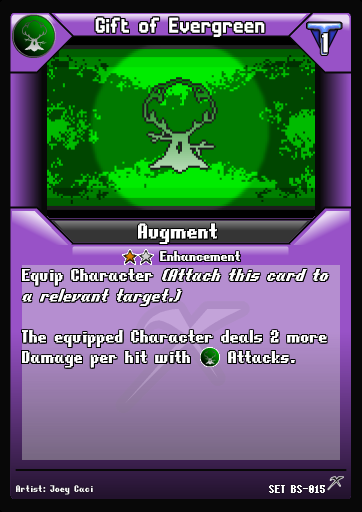 Gift of Evergreen
1
Augment
Enhancement
Equip Character (Attach this card to
a relevant target.)
The equipped Character deals 2 more
Damage per hit with Attacks.
Artist: Joey Caci
SET BS-015